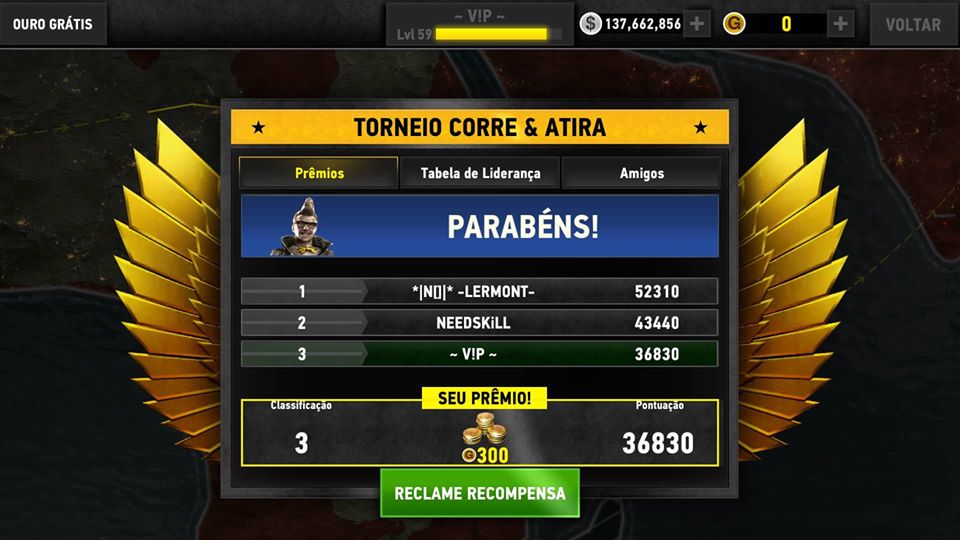 OURO GRÁTIS
~ V!P ~
Lvl 59
$ 137,662,856 +
G 0 +
VOLTAR
★ TORNEIO CORRE & ATIRA ★
Prêmios
Tabela de Liderança
Amigos
PARABÉNS!
1 *|N[]|* -LERMONT- 52310
2 NEEDSKiLL 43440
3 ~ V!P ~ 36830
SEU PRÊMIO!
Classificação
Pontuação
3
G300
36830
RECLAME RECOMPENSA